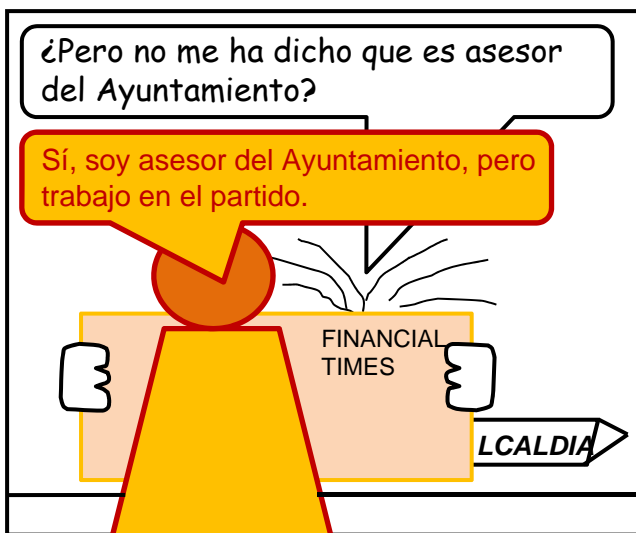 ¿Pero no me ha dicho que es asesor
del Ayuntamiento?
Sí, soy asesor del Ayuntamiento, pero
trabajo en el partido.
FINANCIAL
TIMES
LCALDIA